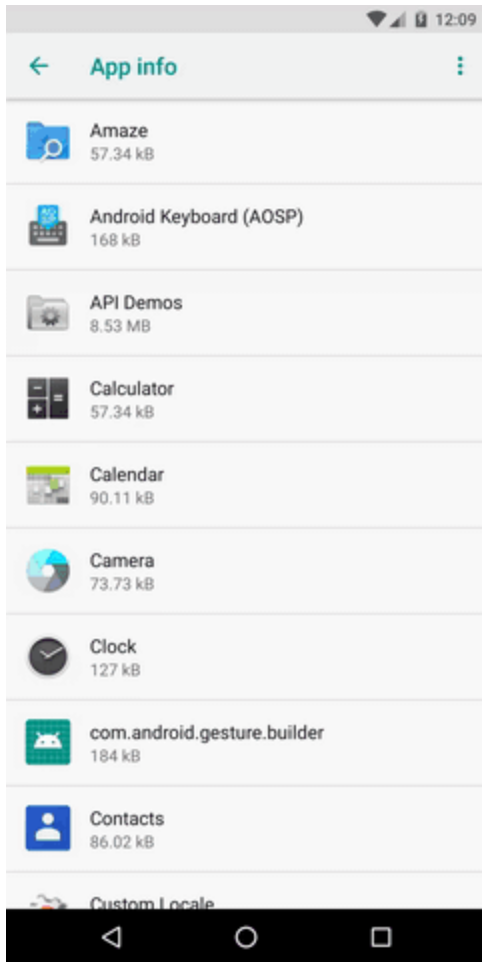 12:09
App info
Amaze
57.34 kB
Android Keyboard (AOSP)
168 kB
API Demos
8.53 MB
Calculator
57.34 kB
Calendar
90.11 kB
Camera
73.73 kB
Clock
127 kB
com.android.gesture.builder
184 kB
Contacts
86.02 kB
Custom Locale